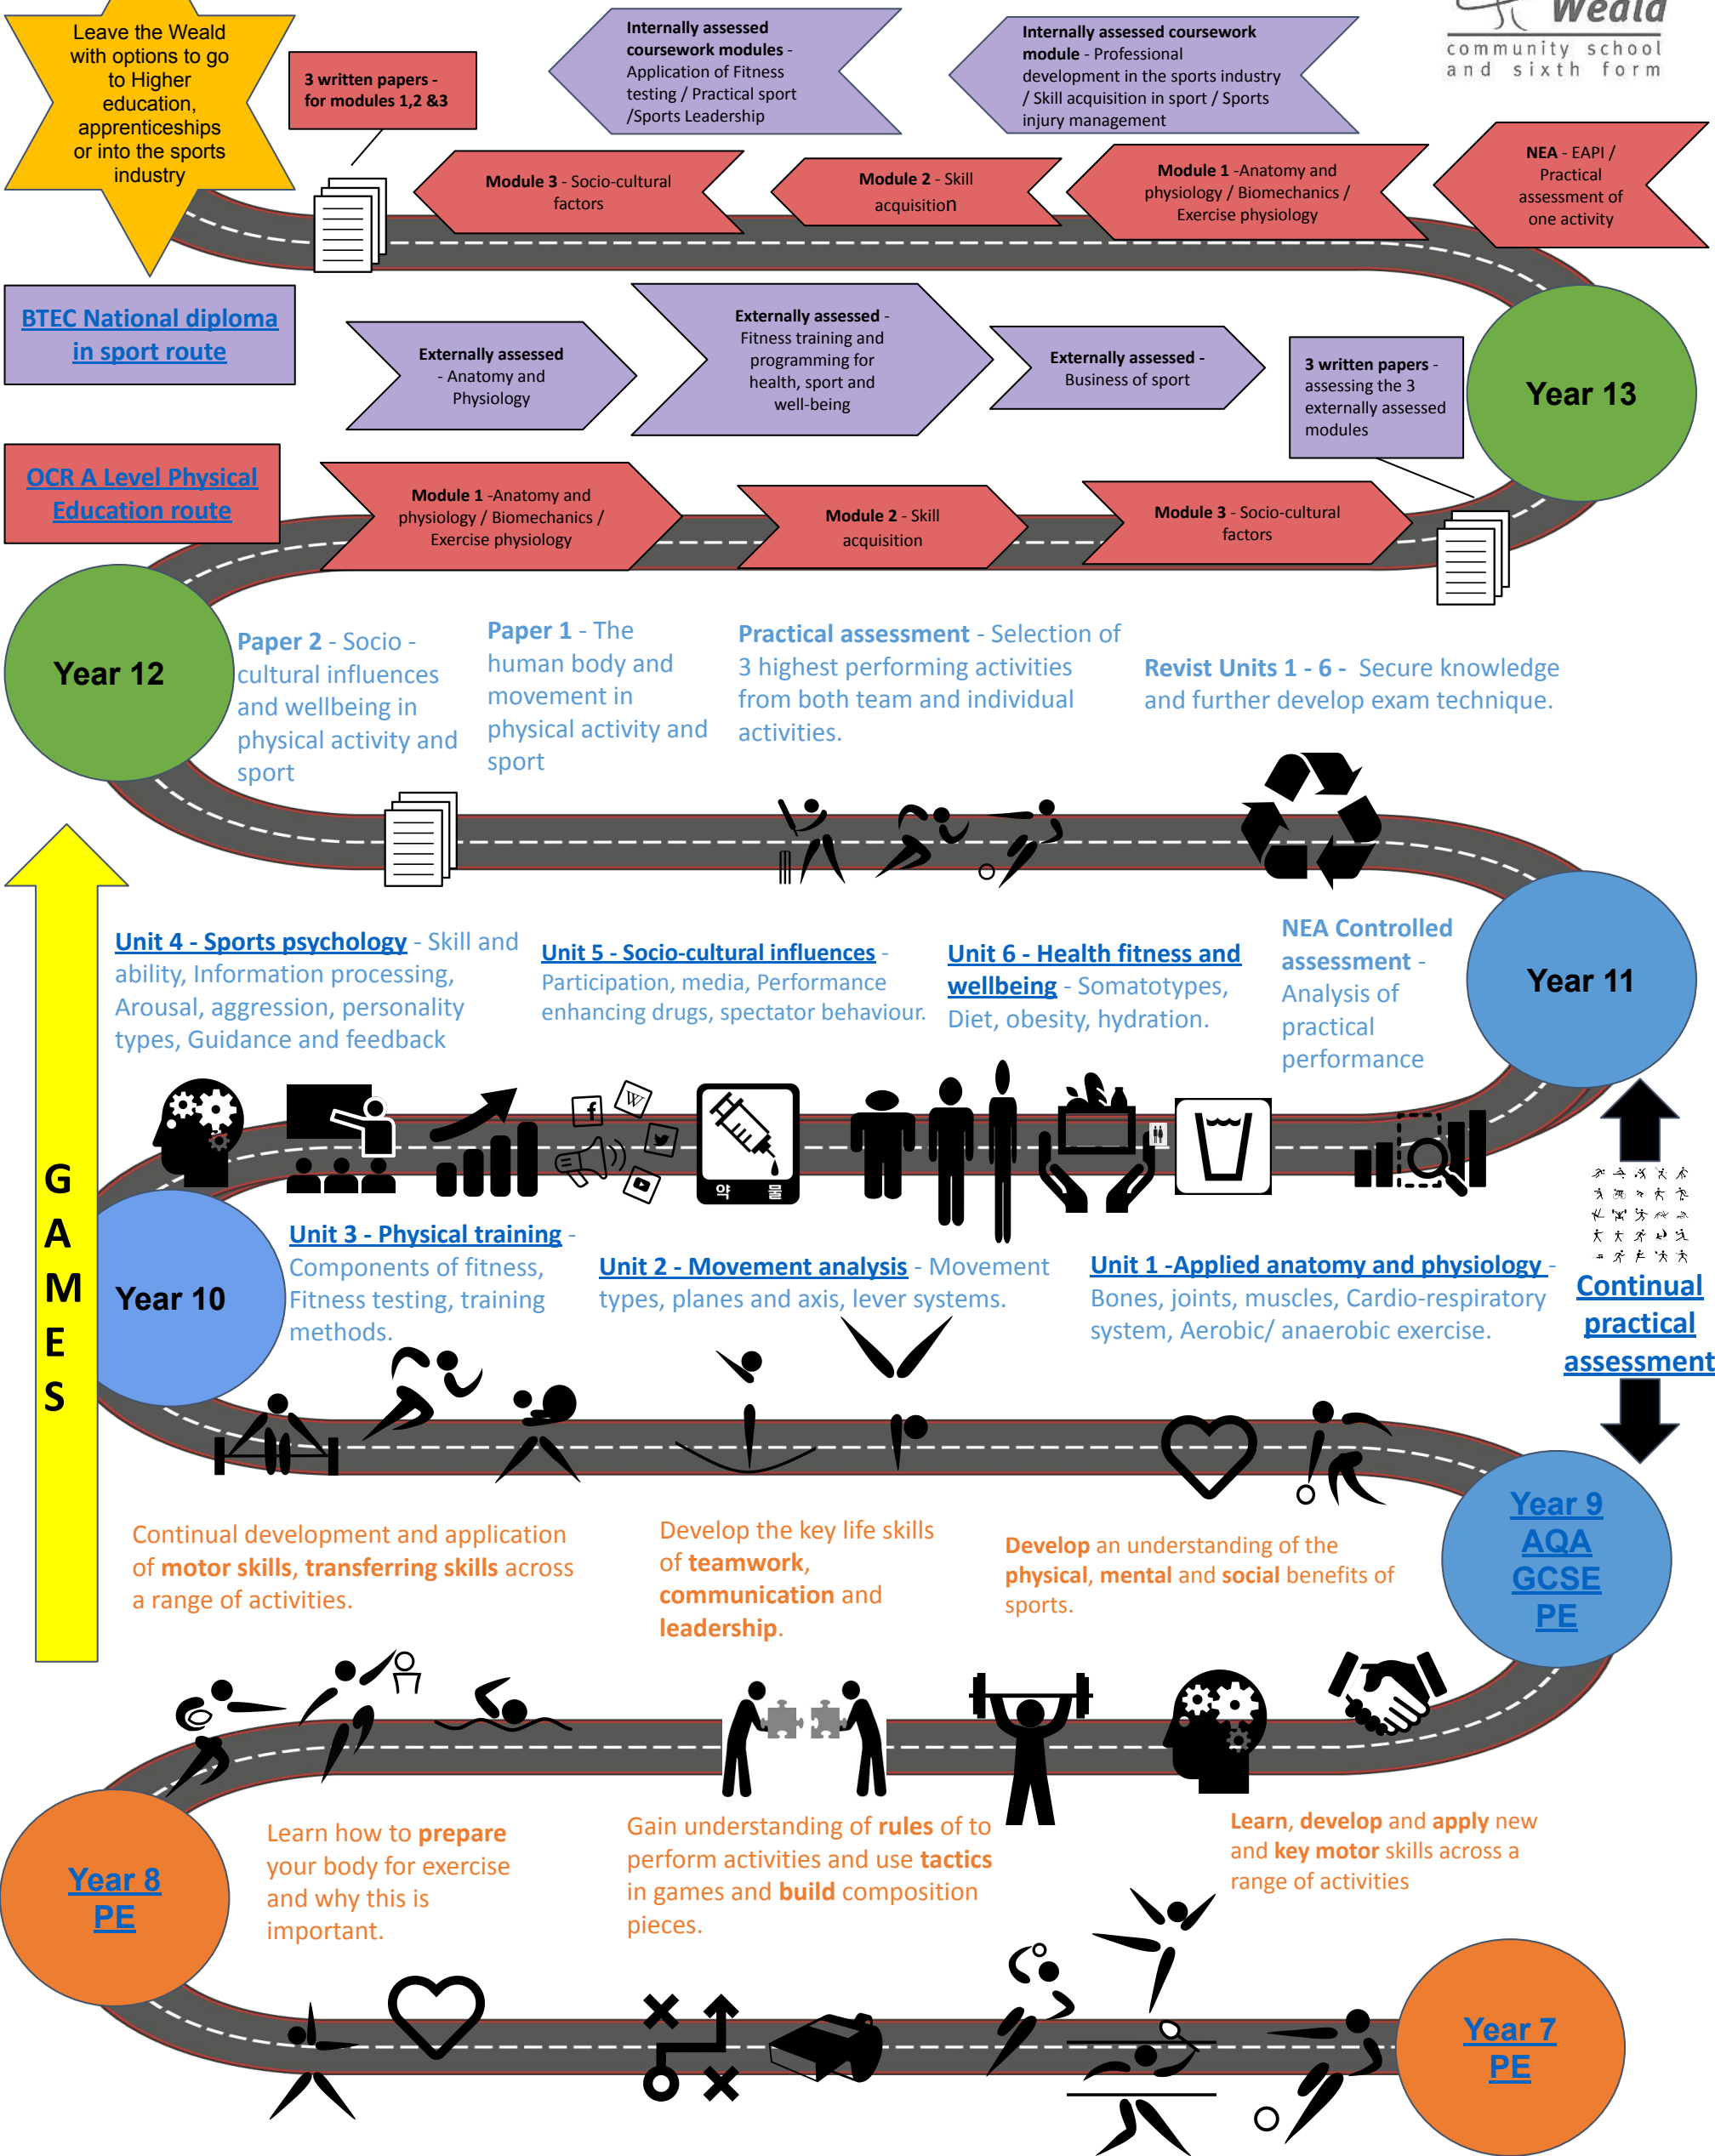 Leave the Weald
with options to go
to Higher
education,
apprenticeships
or into the sports
industry
3 written papers -
for modules 1,2 &3
Internally assessed
coursework modules -
Application of Fitness
testing / Practical sport
/Sports Leadership
Internally assessed coursework
module - Professional
development in the sports industry
/ Skill acquisition in sport / Sports
injury management
Weald
community school
and sixth form
Module 3 - Socio-cultural
factors
Module 2 - Skill
acquisition
Module 1 -Anatomy and
physiology / Biomechanics /
Exercise physiology
NEA - EAPI /
Practical
assessment of
one activity
BTEC National diploma
in sport route
Externally assessed
- Anatomy and
Physiology
Externally assessed -
Fitness training and
programming for
health, sport and
well-being
Externally assessed -
Business of sport
3 written papers -
assessing the 3
externally assessed
modules
Year 13
OCR A Level Physical
Education route
Module 1 -Anatomy and
physiology / Biomechanics /
Exercise physiology
Module 2 - Skill
acquisition
Module 3 - Socio-cultural
factors
Year 12
Paper 2 - Socio -
cultural influences
and wellbeing in
physical activity and
sport
Paper 1 - The
human body and
movement in
physical activity and
sport
Practical assessment - Selection of
3 highest performing activities
from both team and individual
activities.
Revist Units 1 - 6 - Secure knowledge
and further develop exam technique.
Unit 4 - Sports psychology - Skill and
ability, Information processing,
Arousal, aggression, personality
types, Guidance and feedback
Unit 5 - Socio-cultural influences -
Participation, media, Performance
enhancing drugs, spectator behaviour.
Unit 6 - Health fitness and
wellbeing - Somatotypes,
Diet, obesity, hydration.
NEA Controlled
assessment -
Analysis of
practical
performance
Year 11
f
W
약 물
G
A
M
E
S
Year 10
Unit 3 - Physical training -
Components of fitness,
Fitness testing, training
methods.
Unit 2 - Movement analysis - Movement
types, planes and axis, lever systems.
Unit 1 -Applied anatomy and physiology -
Bones, joints, muscles, Cardio-respiratory
system, Aerobic/ anaerobic exercise.
Continual
practical
assessment
Year 9
AQA
GCSE
PE
Continual development and application
of motor skills, transferring skills across
a range of activities.
Develop the key life skills
of teamwork,
communication and
leadership.
Develop an understanding of the
physical, mental and social benefits of
sports.
Year 8
PE
Learn how to prepare
your body for exercise
and why this is
important.
Gain understanding of rules of to
perform activities and use tactics
in games and build composition
pieces.
Learn, develop and apply new
and key motor skills across a
range of activities
Year 7
PE